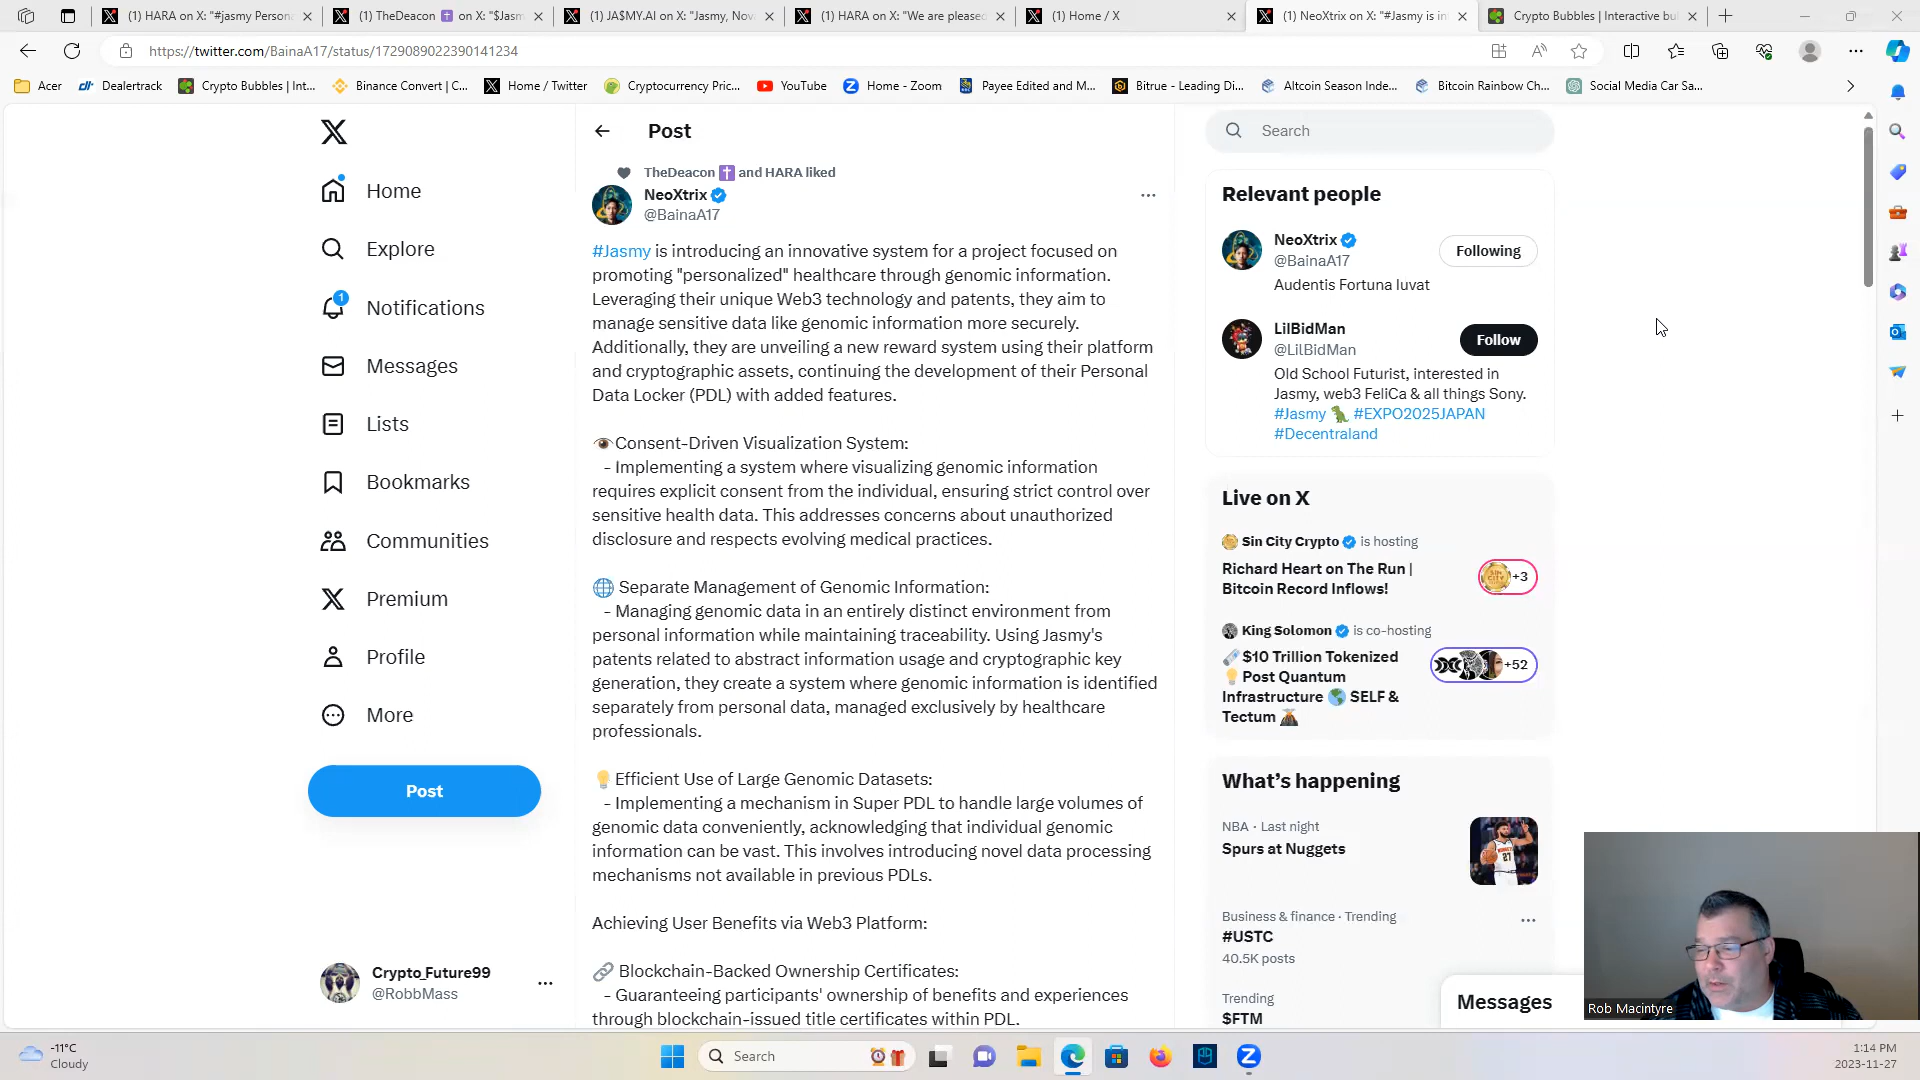 (1) HARA on X: "#jasmy Persona
(1) TheDeacon ✝ on X: "$Jasm
(1) JA$MY.AI on X: "Jasmy, Nov
(1) HARA on X: "We are pleased
(1) Home / X
(1) NeoXtrix on X: "#Jasmy is in
Crypto Bubbles | Interactive bu
https://twitter.com/BainaA17/status/1729089022390141234
Acer
Dealertrack
Crypto Bubbles | Int...
Binance Convert | C...
Home / Twitter
Cryptocurrency Pric...
YouTube
Home - Zoom
Payee Edited and M...
Bitrue - Leading Di...
Altcoin Season Inde...
Bitcoin Rainbow Ch...
Social Media Car Sa...
Home
Explore
1
Notifications
Messages
Lists
Bookmarks
Communities
Premium
Profile
More
Post
Crypto_Future99
@RobbMass
Post
TheDeacon ✝ and HARA liked
NeoXtrix
@BainaA17
#Jasmy is introducing an innovative system for a project focused on
promoting "personalized" healthcare through genomic information.
Leveraging their unique Web3 technology and patents, they aim to
manage sensitive data like genomic information more securely.
Additionally, they are unveiling a new reward system using their platform
and cryptographic assets, continuing the development of their Personal
Data Locker (PDL) with added features.
👁️Consent-Driven Visualization System:
- Implementing a system where visualizing genomic information
requires explicit consent from the individual, ensuring strict control over
sensitive health data. This addresses concerns about unauthorized
disclosure and respects evolving medical practices.
🌐 Separate Management of Genomic Information:
- Managing genomic data in an entirely distinct environment from
personal information while maintaining traceability. Using Jasmy's
patents related to abstract information usage and cryptographic key
generation, they create a system where genomic information is identified
separately from personal data, managed exclusively by healthcare
professionals.
💡Efficient Use of Large Genomic Datasets:
- Implementing a mechanism in Super PDL to handle large volumes of
genomic data conveniently, acknowledging that individual genomic
information can be vast. This involves introducing novel data processing
mechanisms not available in previous PDLs.
Achieving User Benefits via Web3 Platform:
🔗 Blockchain-Backed Ownership Certificates:
- Guaranteeing participants' ownership of benefits and experiences
through blockchain-issued title certificates within PDL.
Search
Relevant people
NeoXtrix
@BainaA17
Following
Audentis Fortuna Iuvat
LilBidMan
@LilBidMan
Follow
Old School Futurist, interested in
Jasmy, web3 FeliCa & all things Sony.
#Jasmy 🦖 #EXPO2025JAPAN
#Decentraland
Live on X
Sin City Crypto is hosting
Richard Heart on The Run |
Bitcoin Record Inflows!
+3
King Solomon is co-hosting
🗞️$10 Trillion Tokenized
💡Post Quantum
Infrastructure 🌎 SELF &
Tectum 🌋
+52
What's happening
NBA · Last night
Spurs at Nuggets
Business & finance · Trending
#USTC
40.5K posts
Trending
$FTM
Messages
Rob Macintyre
-11°C
Cloudy
Search
1:14 PM
2023-11-27